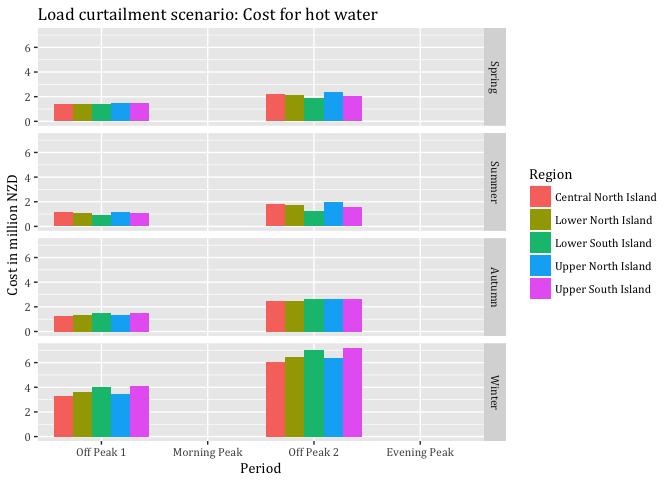 Load curtailment scenario: Cost for hot water
Cost in million NZD
6
4
2
0
Spring
6
4
2
0
Summer
6
4
2
0
Autumn
6
4
2
0
Winter
Off Peak 1 Morning Peak Off Peak 2 Evening Peak
Period
Region
Central North Island
Lower North Island
Lower South Island
Upper North Island
Upper South Island